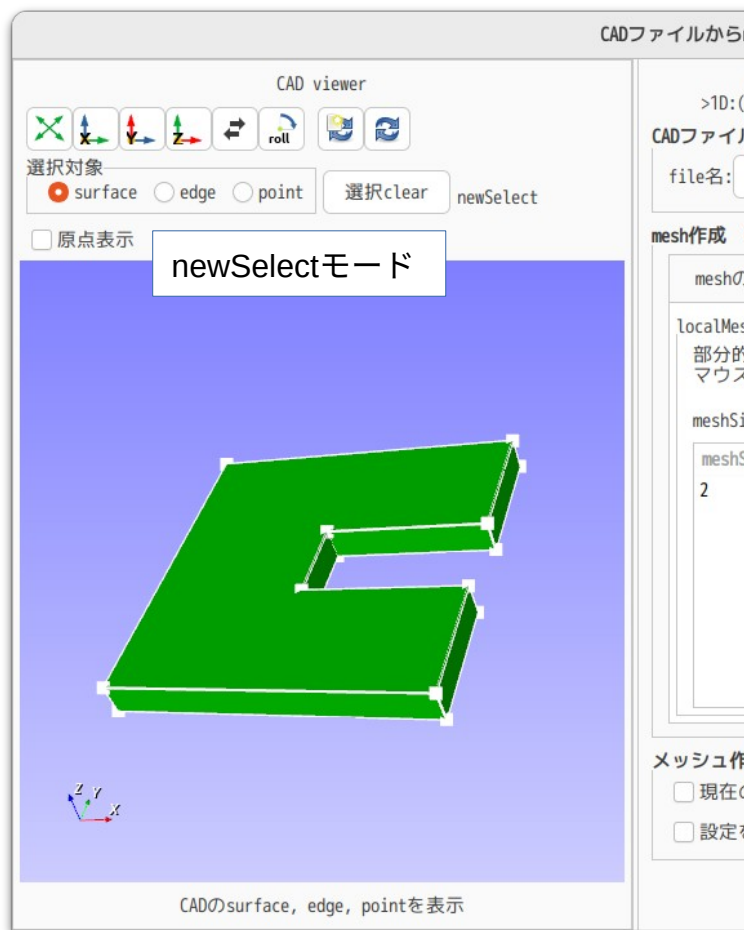 CADファイルから
CAD viewer
X
Y
Z
roll
選択対象
surface
edge
point
選択clear
newSelect
原点表示
newSelectモード
Z
Y
X
CADのsurface, edge, pointを表示
>1D:(
CADファイル
file名:
mesh作成
meshの
localMes
部分的
マウス
meshSi
meshS
2
メッシュ作
現在の
設定を